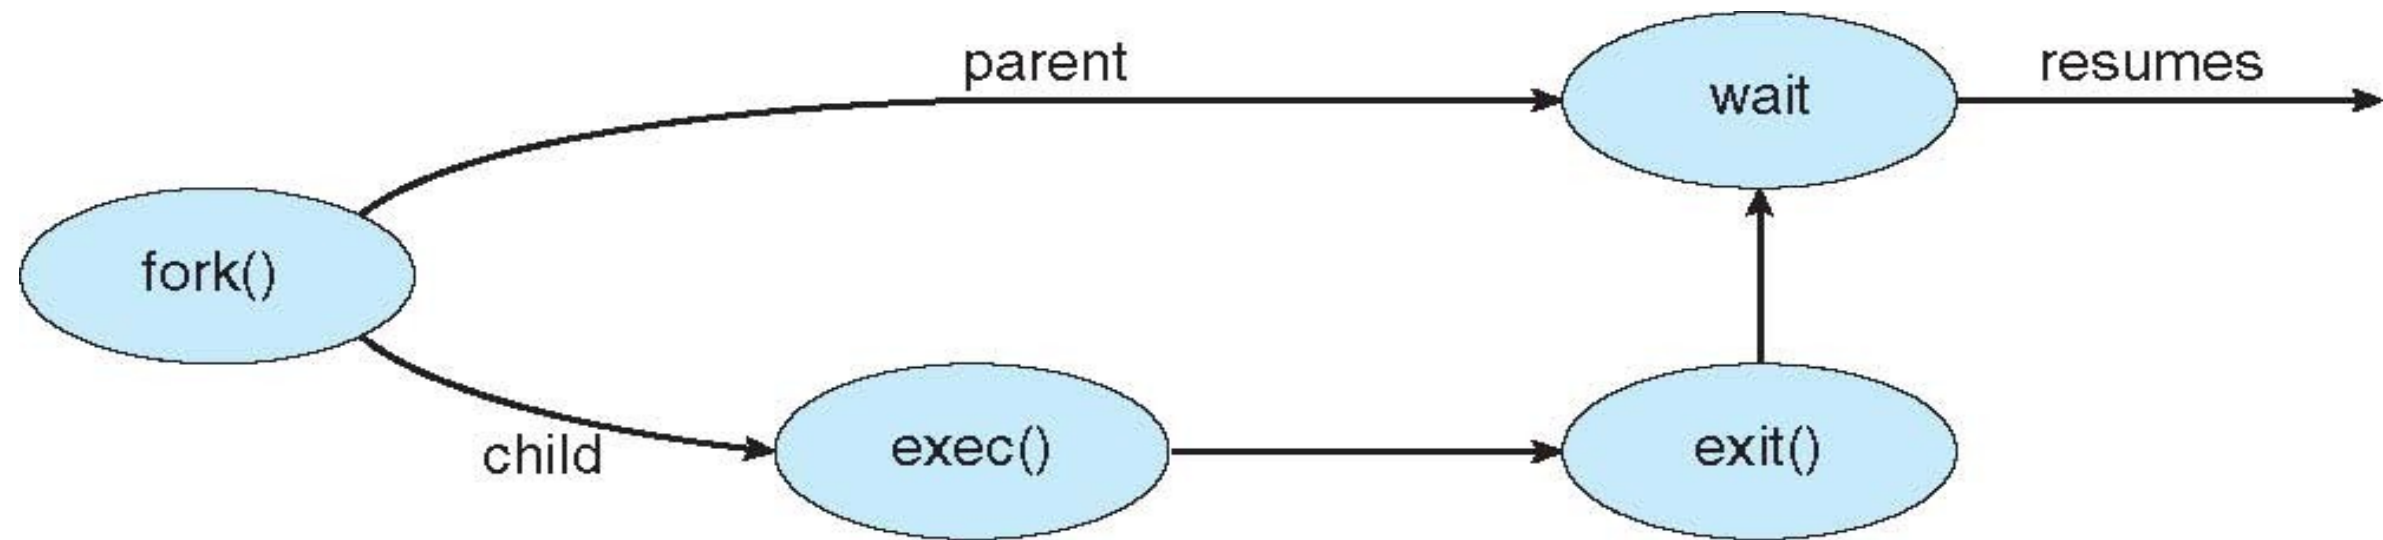 parent
wait
resumes
fork()
child
exec()
exit()